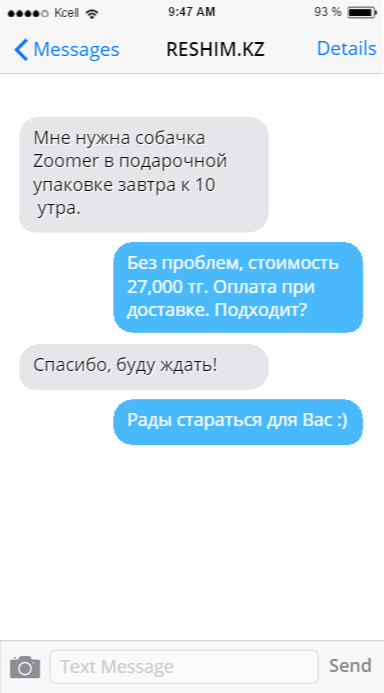 Kcell 9:47 AM 93 %
Messages RESHIM.KZ Details
Мне нужна собачка
Zoomer в подарочной
упаковке завтра к 10
утра.
Без проблем, стоимость
27,000 тг. Оплата при
доставке. Подходит?
Спасибо, буду ждать!
Рады стараться для Вас :)
Text Message Send